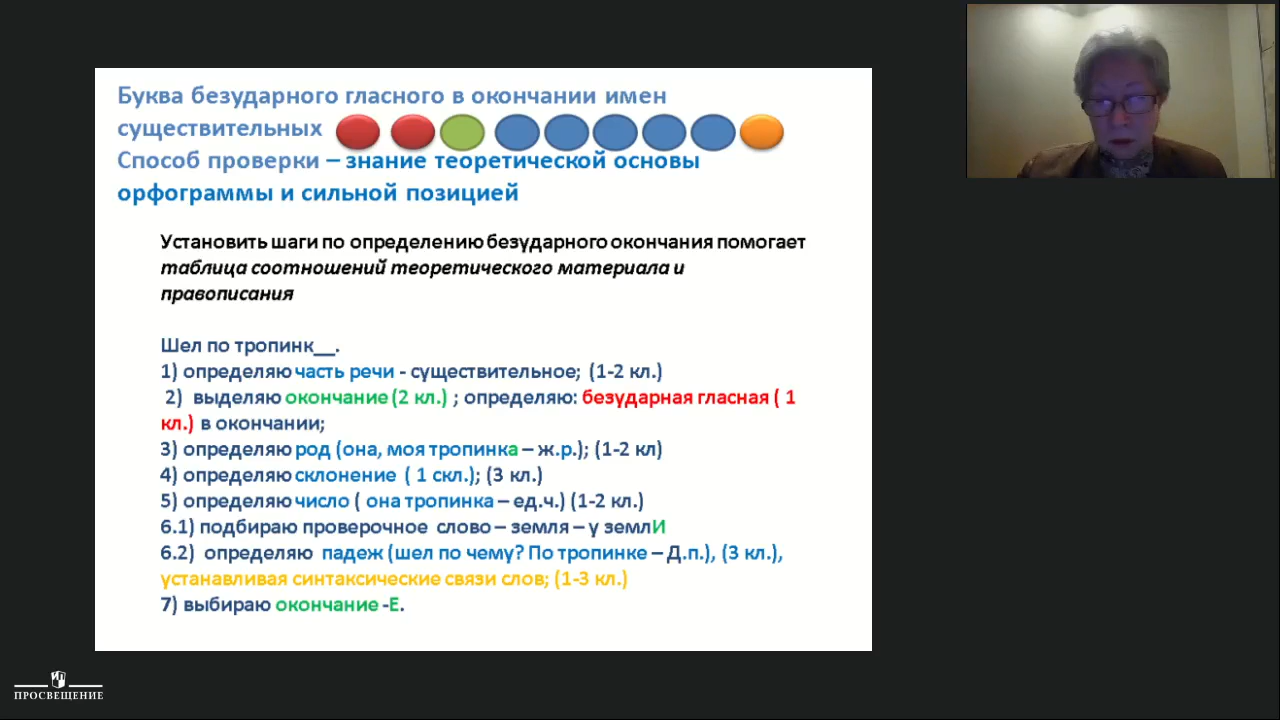 Буква безударного гласного в окончании имен
существительных
Способ проверки – знание теоретической основы
орфограммы и сильной позицией
Установить шаги по определению безударного окончания помогает
таблица соотношений теоретического материала и
правописания
Шел по тропинк__.
1) определяю часть речи - существительное; (1-2 кл.)
2) выделяю окончание (2 кл.) ; определяю: безударная гласная ( 1
кл.) в окончании;
3) определяю род (она, моя тропинка – ж.р.); (1-2 кл)
4) определяю склонение ( 1 скл.); (3 кл.)
5) определяю число ( она тропинка – ед.ч.) (1-2 кл.)
6.1) подбираю проверочное слово – земля – у землИ
6.2) определяю падеж (шел по чему? По тропинке – Д.п.), (3 кл.),
устанавливая синтаксические связи слов; (1-3 кл.)
7) выбираю окончание -Е.
ПРОСВЕЩЕНИЕ